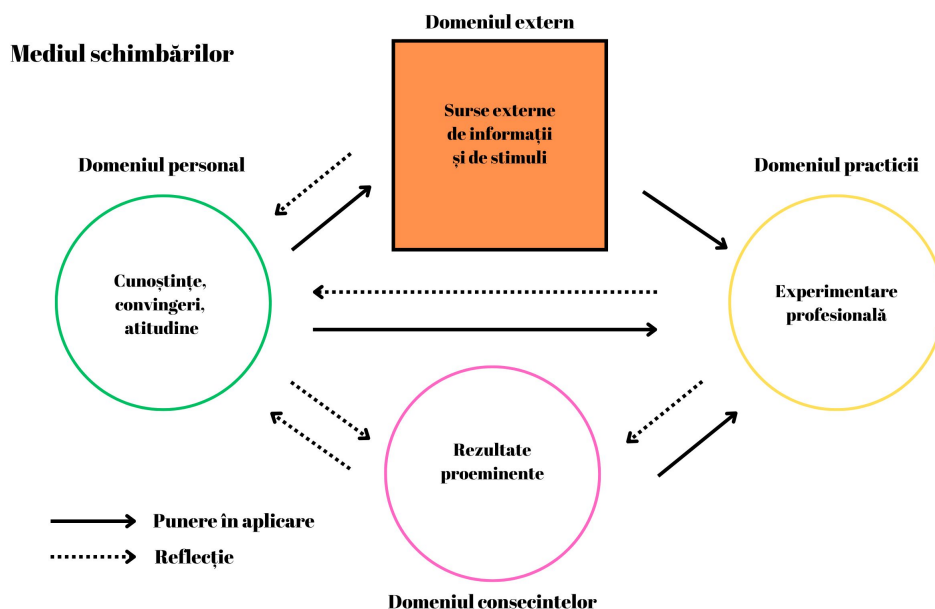 Domeniul extern
Mediul schimbărilor
Surse externe
de informații
și de stimuli
Domeniul personal
Domeniul practicii
Cunoștințe,
convingeri,
atitudine
Experimentare
profesională
Rezultate
proeminente
Punere în aplicare
Reflecție
Domeniul consecintelor